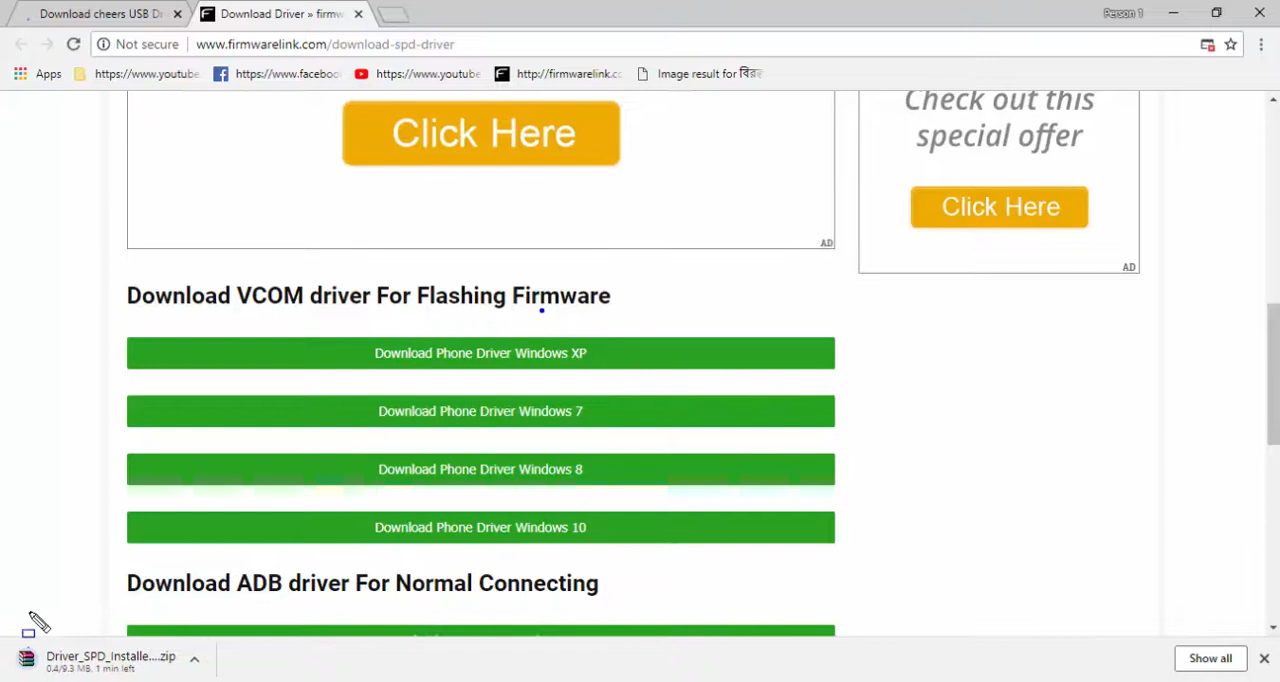 Download cheers USB Dr
Download Driver » firmw
Person 1
Not secure
www.firmwarelink.com/download-spd-driver
Apps
https://www.youtube
https://www.facebo
https://www.youtube
http://firmwarelink.c
Image result for বিরহ
Click Here
AD
Check out this
special offer
Click Here
AD
Download VCOM driver For Flashing Firmware
Download Phone Driver Windows XP
Download Phone Driver Windows 7
Download Phone Driver Windows 8
Download Phone Driver Windows 10
Download ADB driver For Normal Connecting
Driver_SPD_Installe....zip
0.4/9.3 MB, 1 min left
Show all